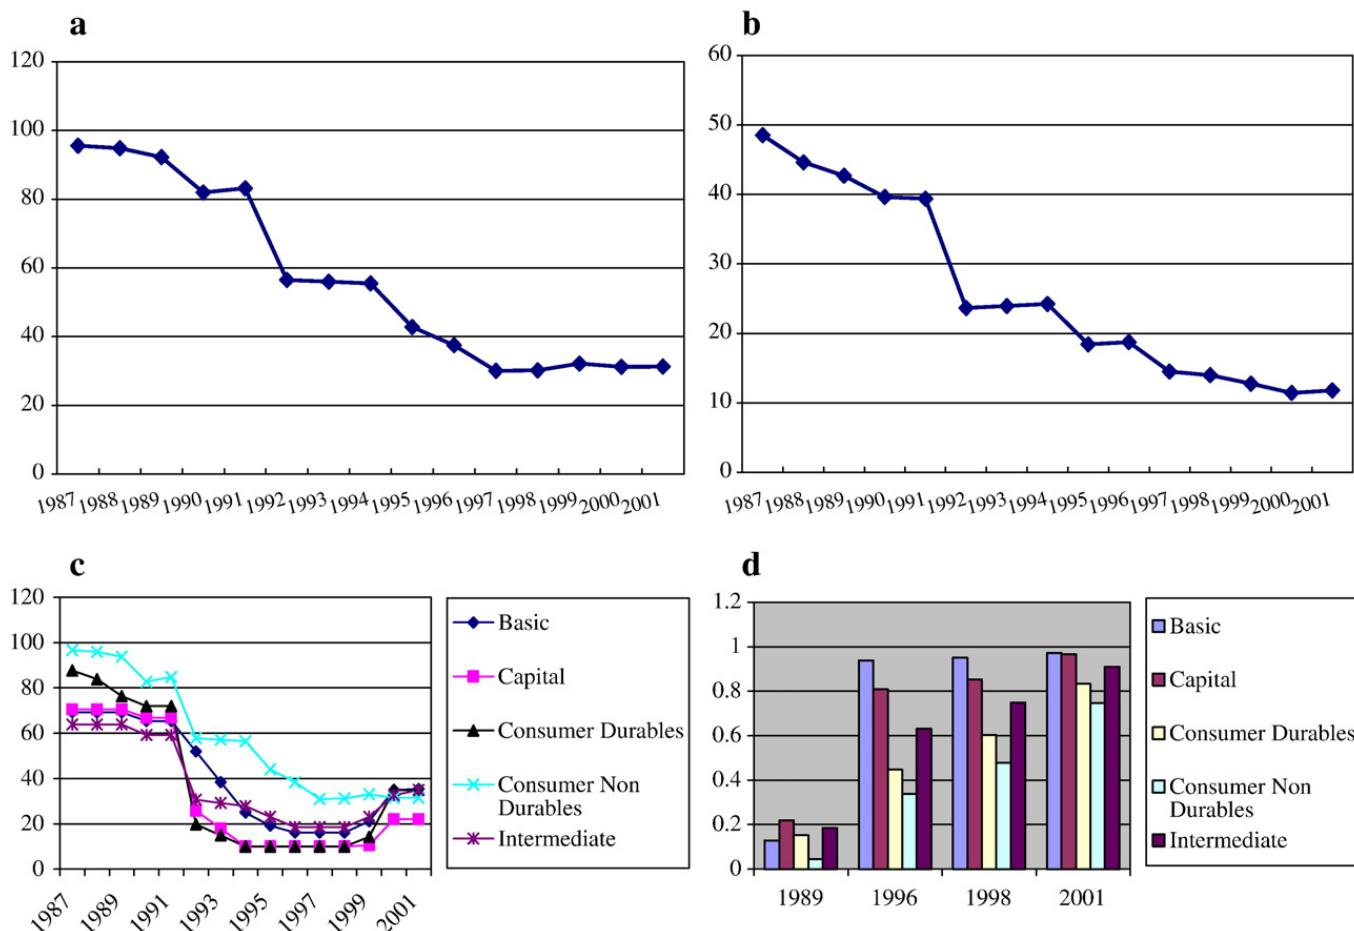 a
120
100
80
60
40
20
0
1987 1988 1989 1990 1991 1992 1993 1994 1995 1996 1997 1998 1999 2000 2001
b
60
50
40
30
20
10
0
1987 1988 1989 1990 1991 1992 1993 1994 1995 1996 1997 1998 1999 2000 2001
c
120
100
80
60
40
20
0
1987 1989 1991 1993 1995 1997 1999 2001
Basic
Capital
Consumer Durables
Consumer Non
Durables
Intermediate
d
1.2
1
0.8
0.6
0.4
0.2
0
1989 1996 1998 2001
Basic
Capital
Consumer Durables
Consumer Non
Durables
Intermediate